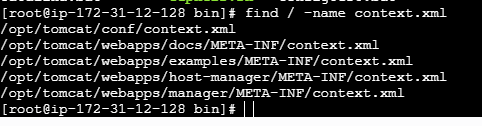 [root@ip-172-31-12-128 bin]# find / -name context.xml
/opt/tomcat/conf/context.xml
/opt/tomcat/webapps/docs/META-INF/context.xml
/opt/tomcat/webapps/examples/META-INF/context.xml
/opt/tomcat/webapps/host-manager/META-INF/context.xml
/opt/tomcat/webapps/manager/META-INF/context.xml
[root@ip-172-31-12-128 bin]#